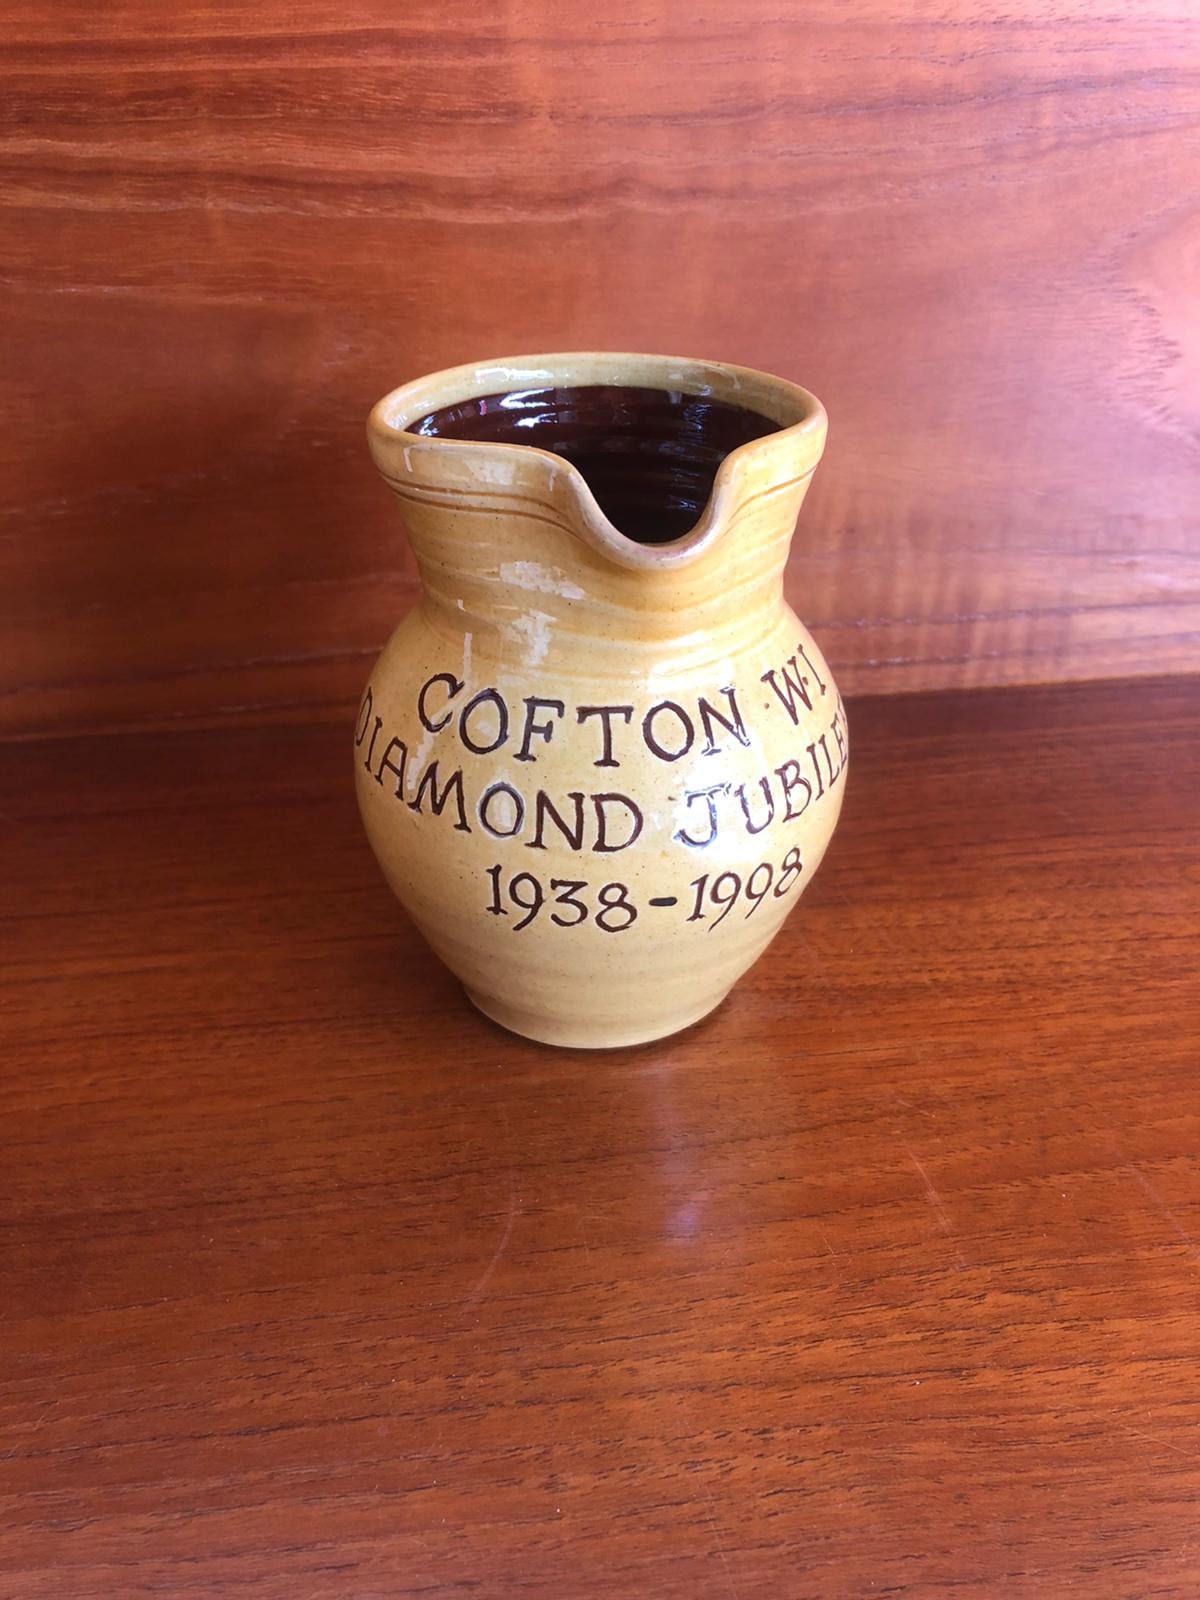 COFTON W·I
DIAMOND JUBILEE
1938-1998